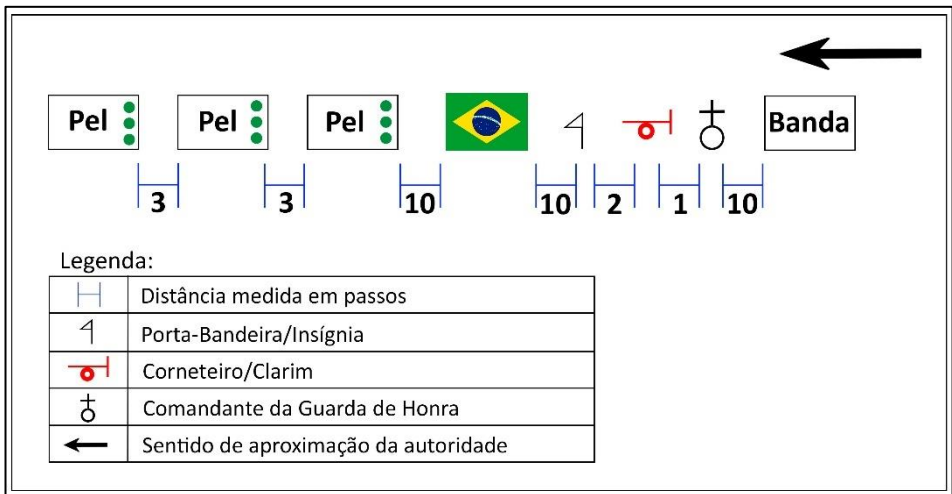 Pel Pel Pel Banda
3 3 10 10 2 1 10
Legenda:
Distância medida em passos
Porta-Bandeira/Insígnia
Corneteiro/Clarim
Comandante da Guarda de Honra
Sentido de aproximação da autoridade